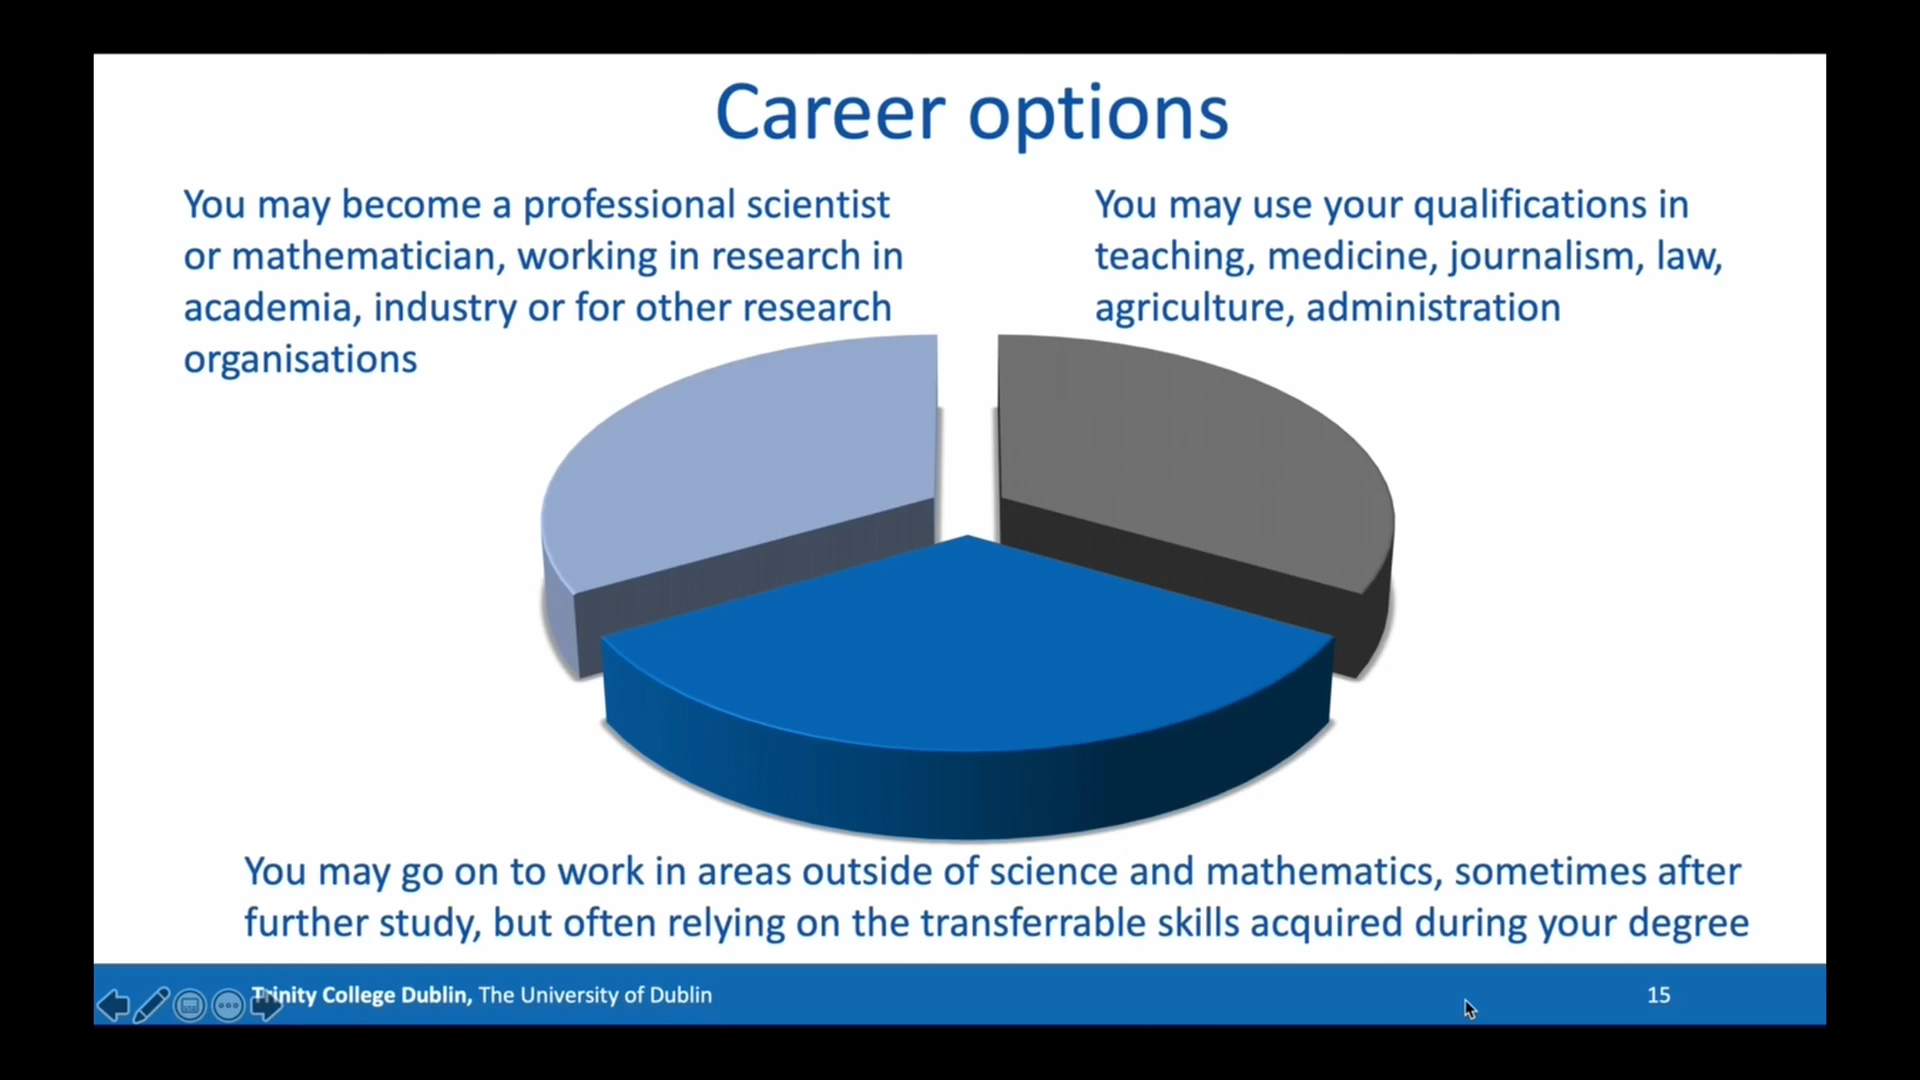 Career options
You may become a professional scientist
or mathematician, working in research in
academia, industry or for other research
organisations
You may use your qualifications in
teaching, medicine, journalism, law,
agriculture, administration
You may go on to work in areas outside of science and mathematics, sometimes after
further study, but often relying on the transferrable skills acquired during your degree
Trinity College Dublin, The University of Dublin
15